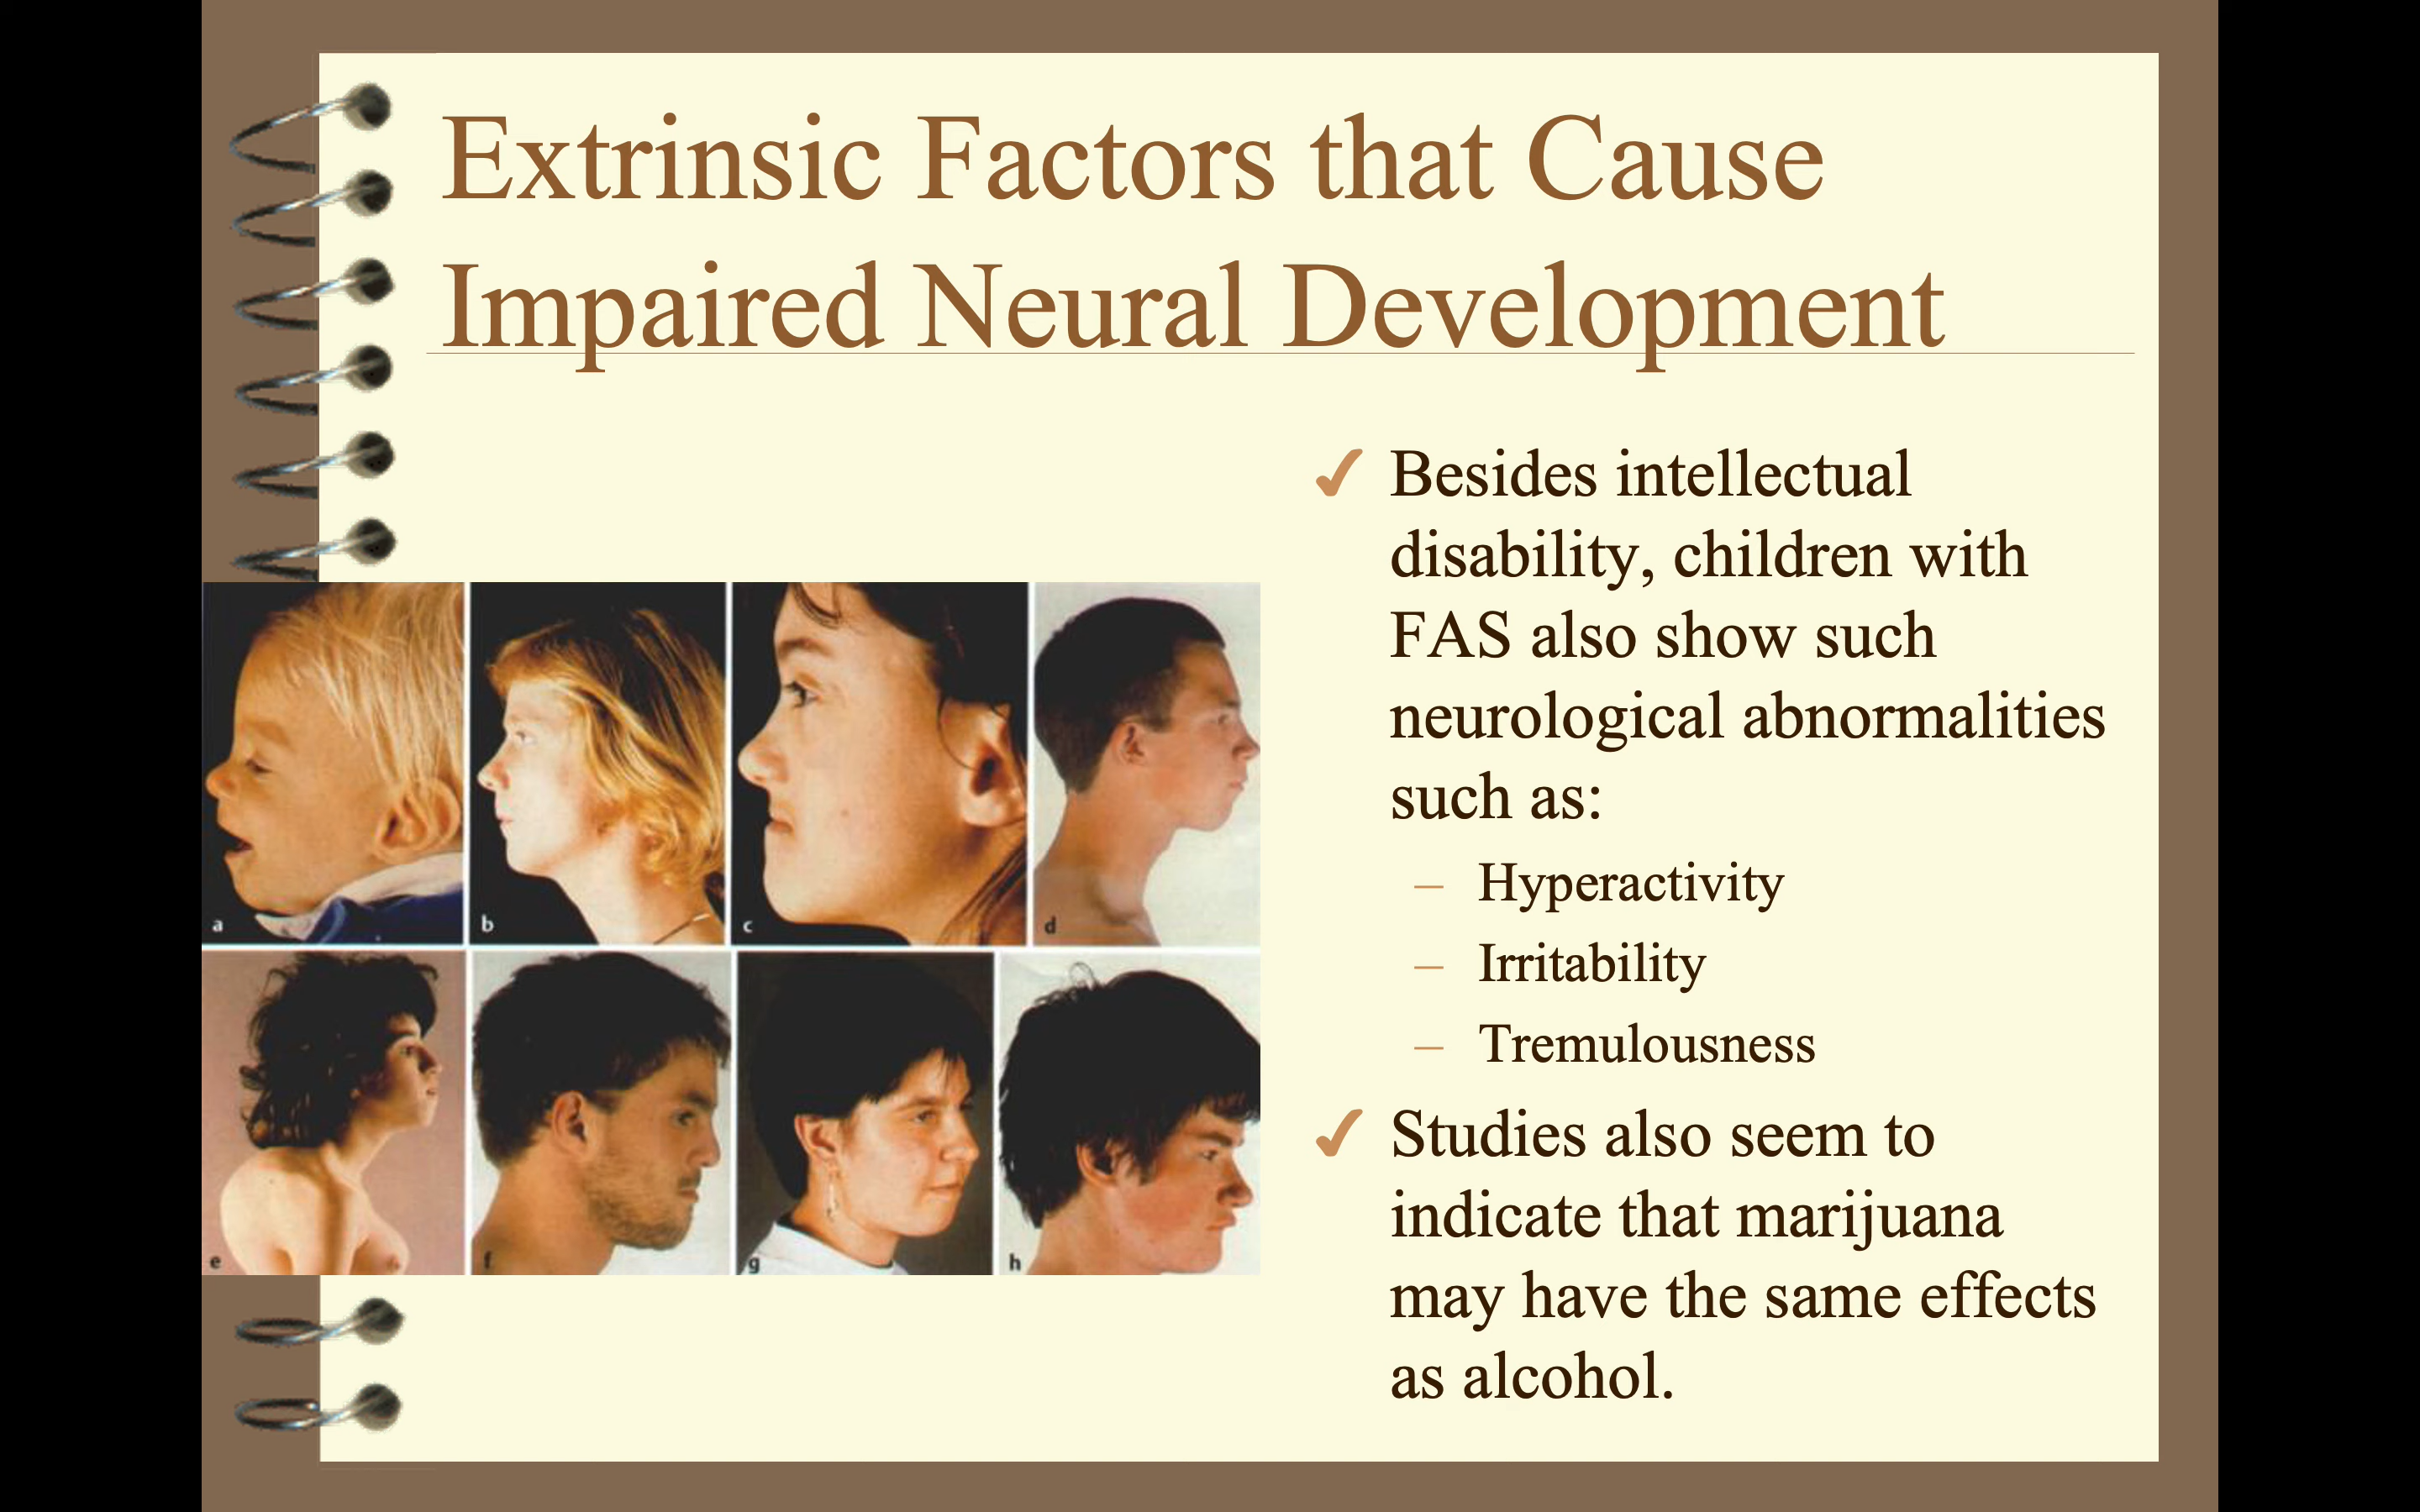 Extrinsic Factors that Cause
Impaired Neural Development
a
b
c
d
e
f
g
h
✓ Besides intellectual
disability, children with
FAS also show such
neurological abnormalities
such as:
– Hyperactivity
– Irritability
– Tremulousness
✓ Studies also seem to
indicate that marijuana
may have the same effects
as alcohol.